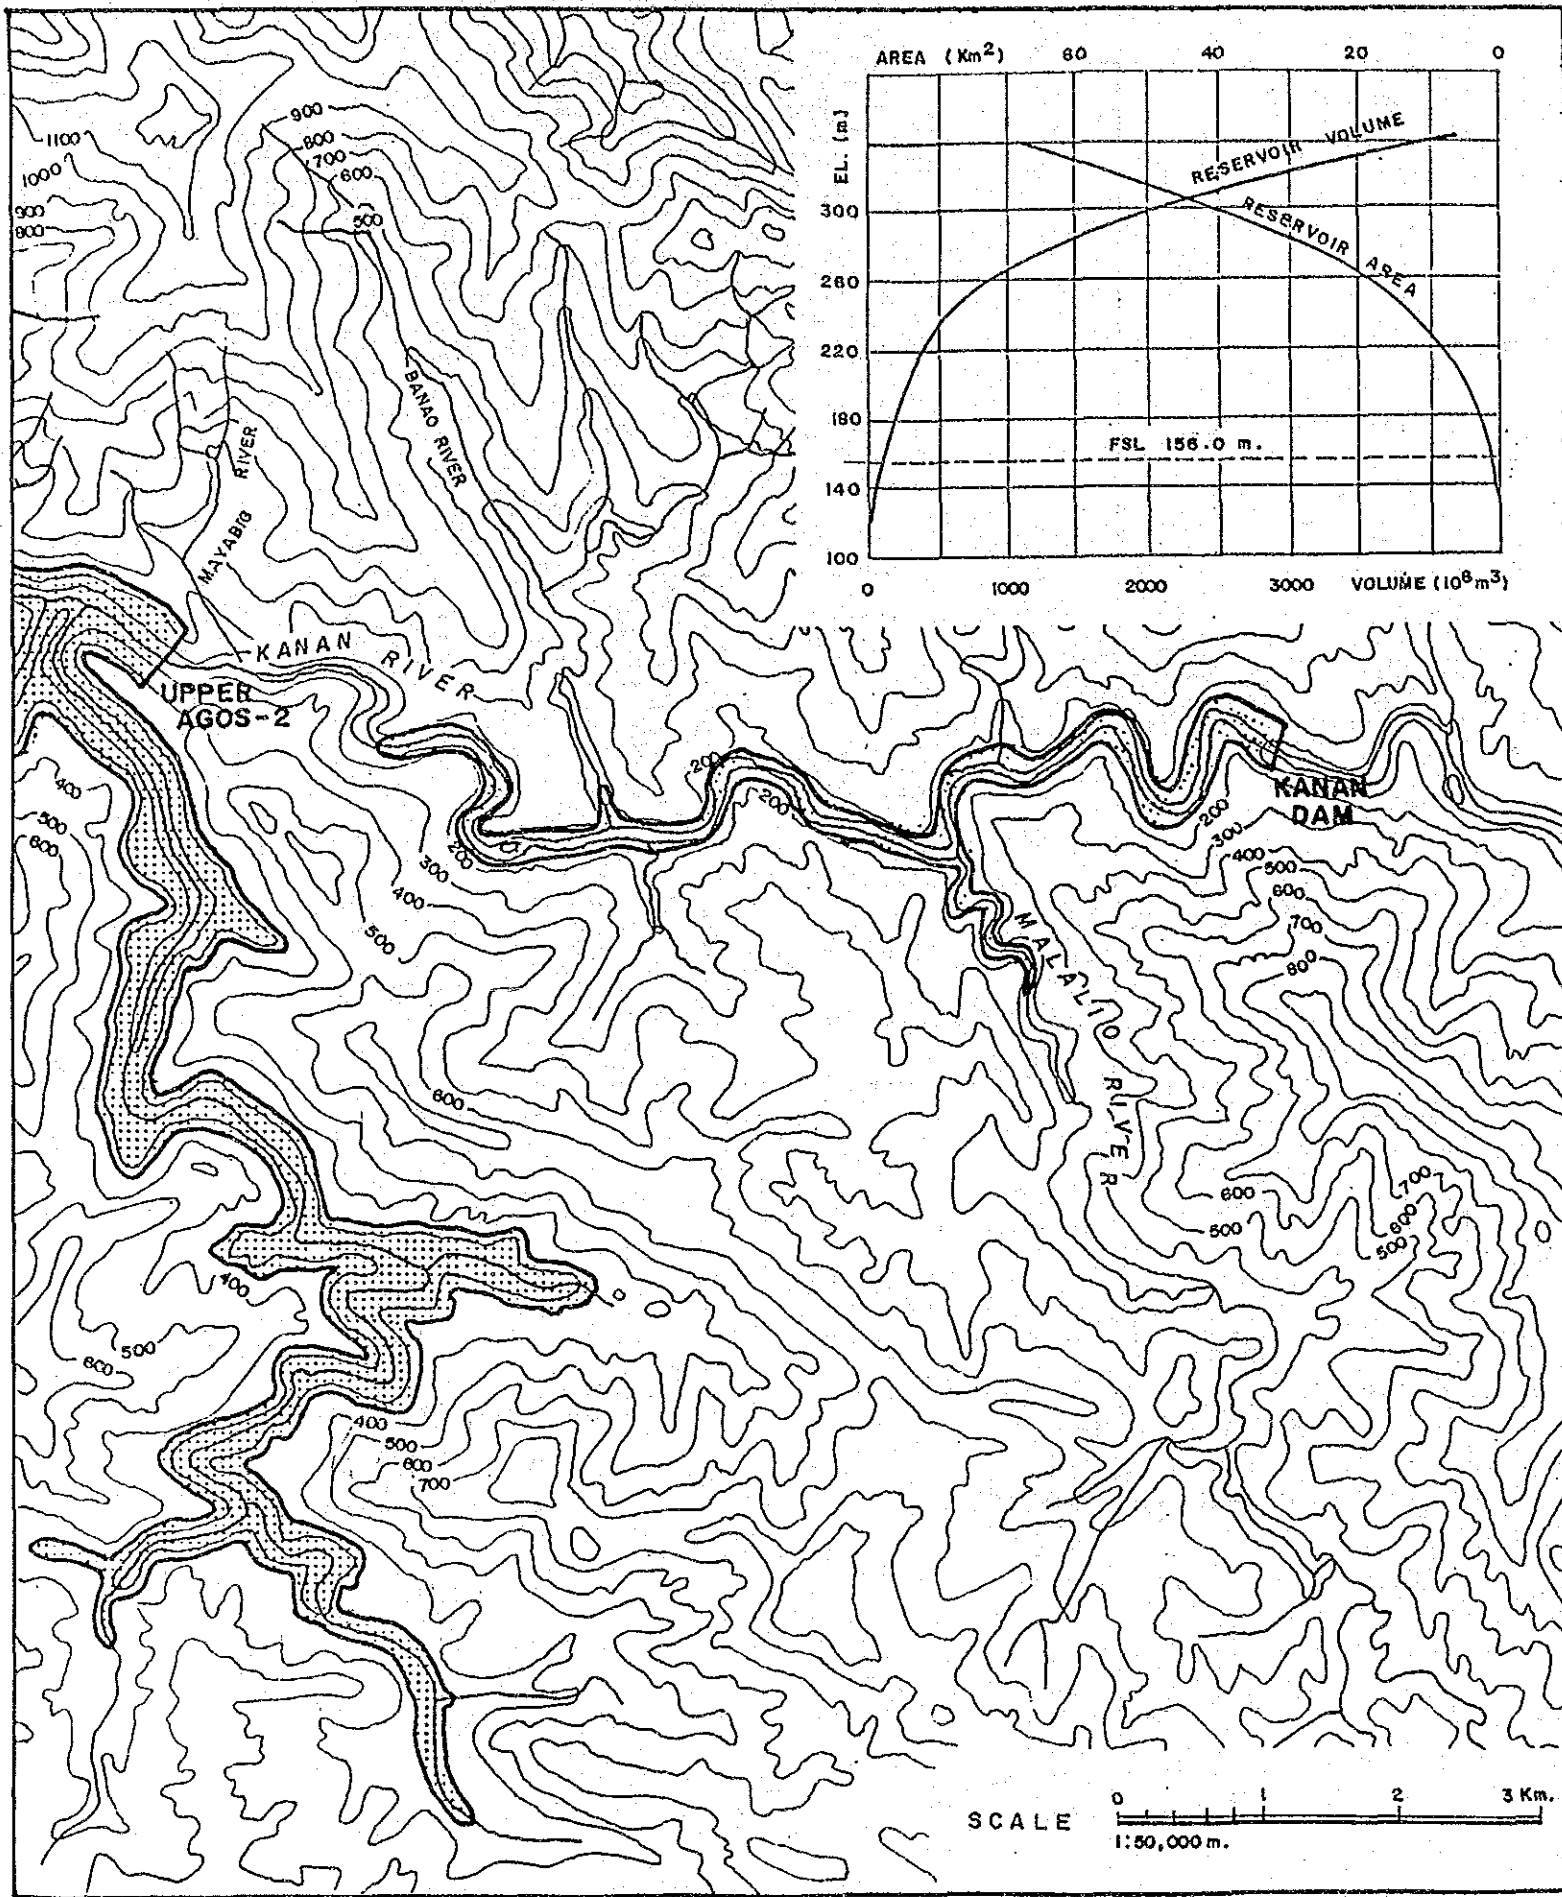 AREA (Km²) 60 40 20 0
EL. (m)
300
260
220
180
140
100
RESERVOIR VOLUME
RESERVOIR AREA
FSL 156.0 m.
0 1000 2000 3000 VOLUME (10⁶m³)
1100
1000
900
800
900
800
700
600
500
BANAO RIVER
MAYABIG RIVER
KANAN RIVER
UPPER
AGOS-2
200
200
200
300
400
500
400
500
600
KANAN
DAM
200
300
400
500
600
700
800
MALALIO RIVER
600
600
500
700
600
500
400
500
600
400
500
600
700
SCALE
0 1 2 3 Km.
1:50,000 m.